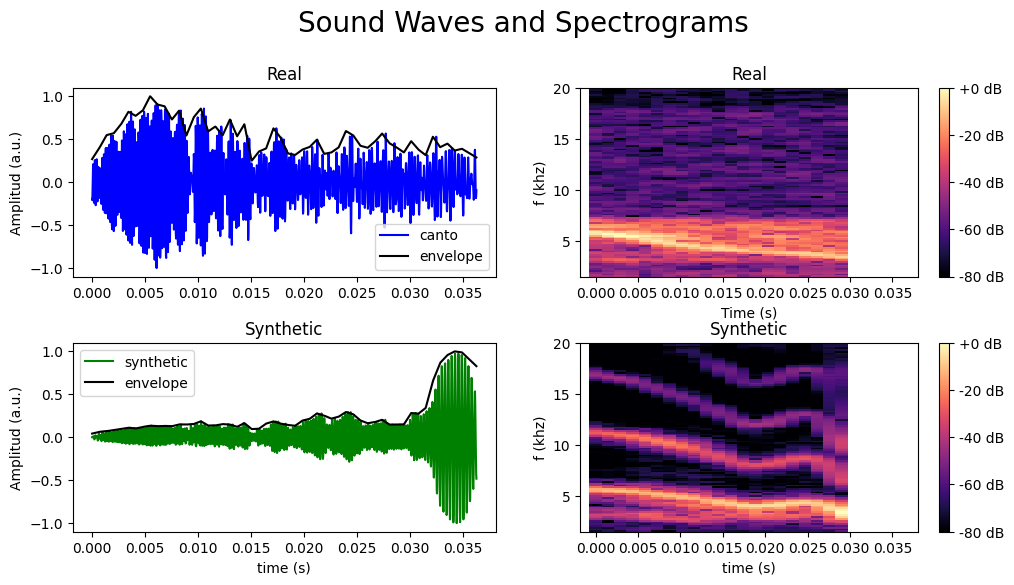 Sound Waves and Spectrograms
Real
Amplitud (a.u.)
1.0
0.5
0.0
−0.5
−1.0
canto
envelope
0.000 0.005 0.010 0.015 0.020 0.025 0.030 0.035
Real
f (khz)
20
15
10
5
0.000 0.005 0.010 0.015 0.020 0.025 0.030 0.035
Time (s)
+0 dB
-20 dB
-40 dB
-60 dB
-80 dB
Synthetic
Amplitud (a.u.)
1.0
0.5
0.0
−0.5
−1.0
synthetic
envelope
0.000 0.005 0.010 0.015 0.020 0.025 0.030 0.035
time (s)
Synthetic
f (khz)
20
15
10
5
0.000 0.005 0.010 0.015 0.020 0.025 0.030 0.035
time (s)
+0 dB
-20 dB
-40 dB
-60 dB
-80 dB